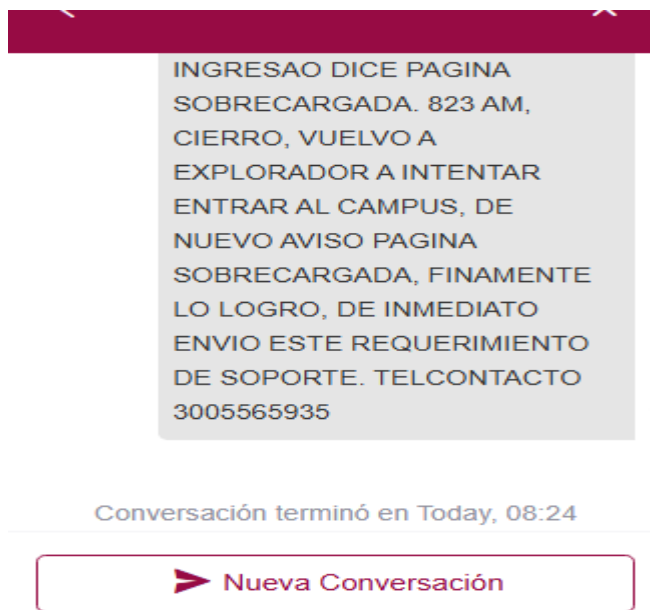 INGRESAO DICE PAGINA
SOBRECARGADA. 823 AM,
CIERRO, VUELVO A
EXPLORADOR A INTENTAR
ENTRAR AL CAMPUS, DE
NUEVO AVISO PAGINA
SOBRECARGADA, FINAMENTE
LO LOGRO, DE INMEDIATO
ENVIO ESTE REQUERIMIENTO
DE SOPORTE. TELCONTACTO
3005565935
Conversación terminó en Today, 08:24
Nueva Conversación